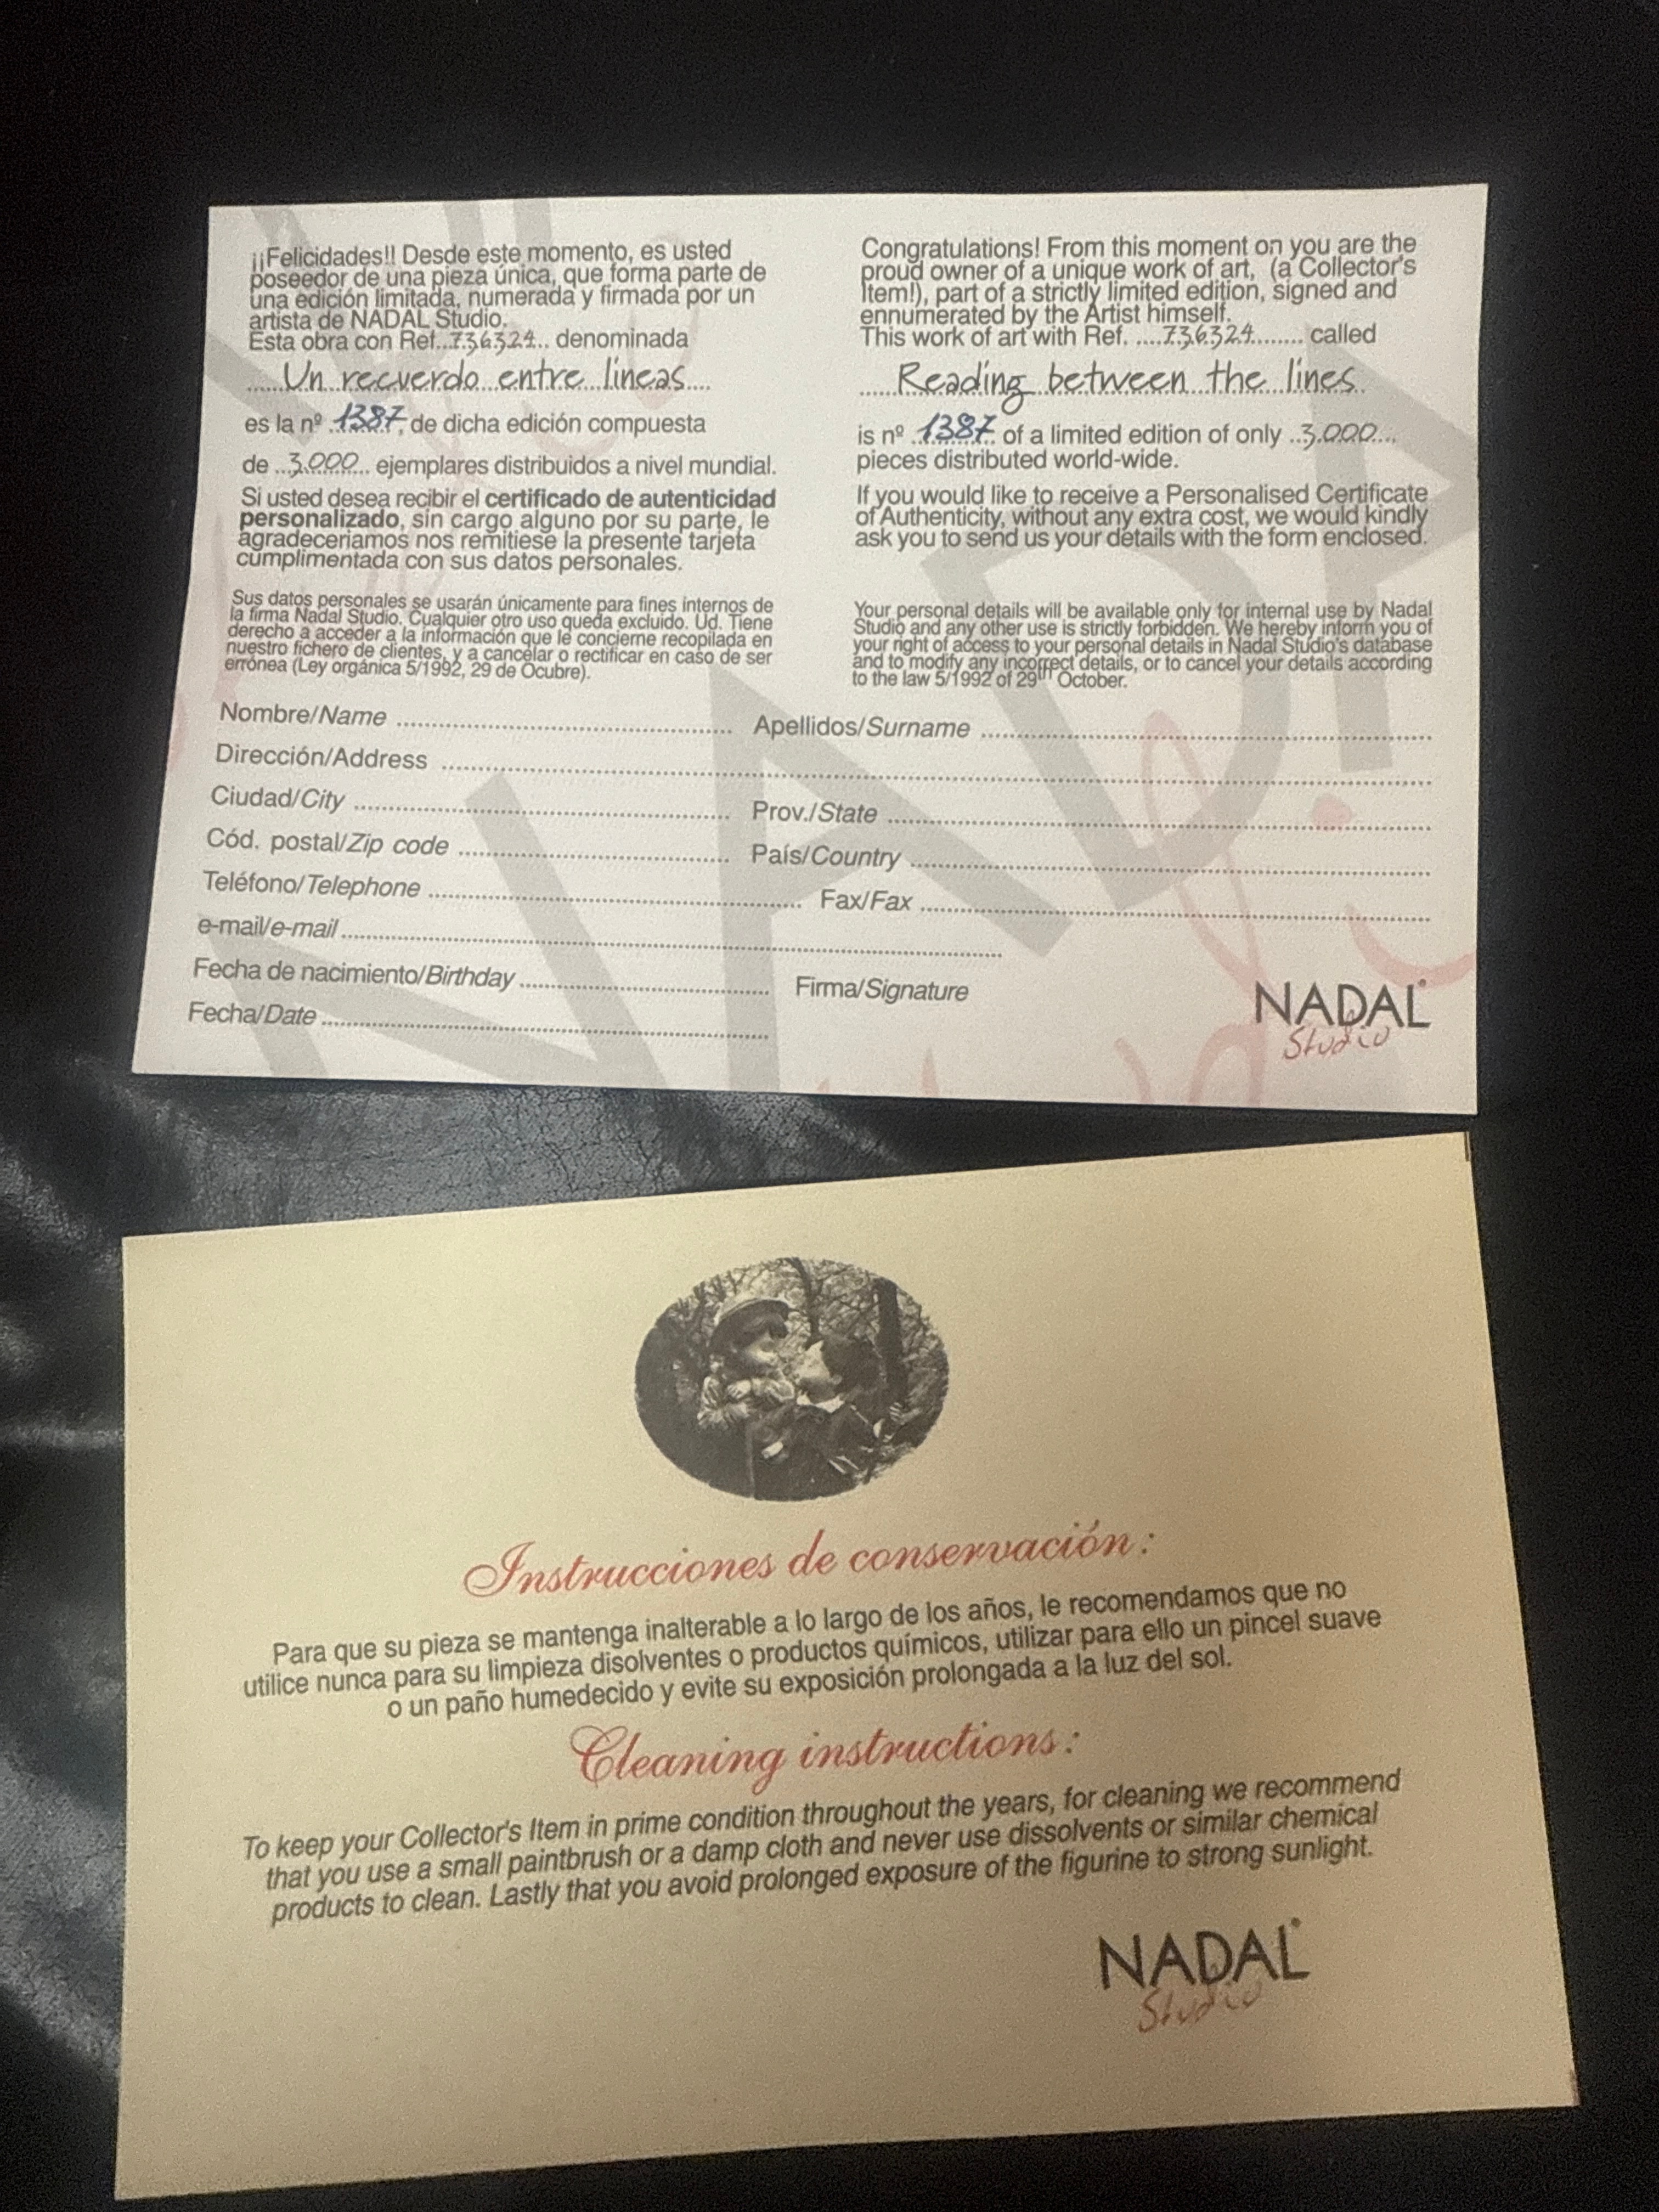 ¡¡Felicidades!! Desde este momento, es usted
poseedor de una pieza única, que forma parte de
una edición limitada, numerada y firmada por un
artista de NADAL Studio.
Esta obra con Ref...736324.. denominada
.....Un recuerdo entre líneas....
es la nº .1387. de dicha edición compuesta
de ..3.000.. ejemplares distribuidos a nivel mundial.
Si usted desea recibir el certificado de autenticidad
personalizado, sin cargo alguno por su parte, le
agradeceriamos nos remitiese la presente tarjeta
cumplimentada con sus datos personales.
Sus datos personales se usarán únicamente para fines internos de
la firma Nadal Studio. Cualquier otro uso queda excluido. Ud. Tiene
derecho a acceder a la información que le concierne recopilada en
nuestro fichero de clientes, y a cancelar o rectificar en caso de ser
errónea (Ley orgánica 5/1992, 29 de Ocubre).
Congratulations! From this moment on you are the
proud owner of a unique work of art, (a Collector's
Item!), part of a strictly limited edition, signed and
ennumerated by the Artist himself.
This work of art with Ref. ....736324........ called
.....Reading between the lines.
is nº .1387. of a limited edition of only ..3.000...
pieces distributed world-wide.
If you would like to receive a Personalised Certificate
of Authenticity, without any extra cost, we would kindly
ask you to send us your details with the form enclosed.
Your personal details will be available only for internal use by Nadal
Studio and any other use is strictly forbidden. We hereby inform you of
your right of access to your personal details in Nadal Studio's database
and to modify any incorrect details, or to cancel your details according
to the law 5/1992 of 29th October.
Nombre/Name ........ Apellidos/Surname ........
Dirección/Address ........
Ciudad/City ........ Prov./State ........
Cód. postal/Zip code ........ País/Country ........
Teléfono/Telephone ........ Fax/Fax ........
e-mail/e-mail ........
Fecha de nacimiento/Birthday ........ Firma/Signature
Fecha/Date ........
NADAL
Studio
Instrucciones de conservación:
Para que su pieza se mantenga inalterable a lo largo de los años, le recomendamos que no
utilice nunca para su limpieza disolventes o productos químicos, utilizar para ello un pincel suave
o un paño humedecido y evite su exposición prolongada a la luz del sol.
Cleaning instructions:
To keep your Collector's Item in prime condition throughout the years, for cleaning we recommend
that you use a small paintbrush or a damp cloth and never use dissolvents or similar chemical
products to clean. Lastly that you avoid prolonged exposure of the figurine to strong sunlight.
NADAL
Studio